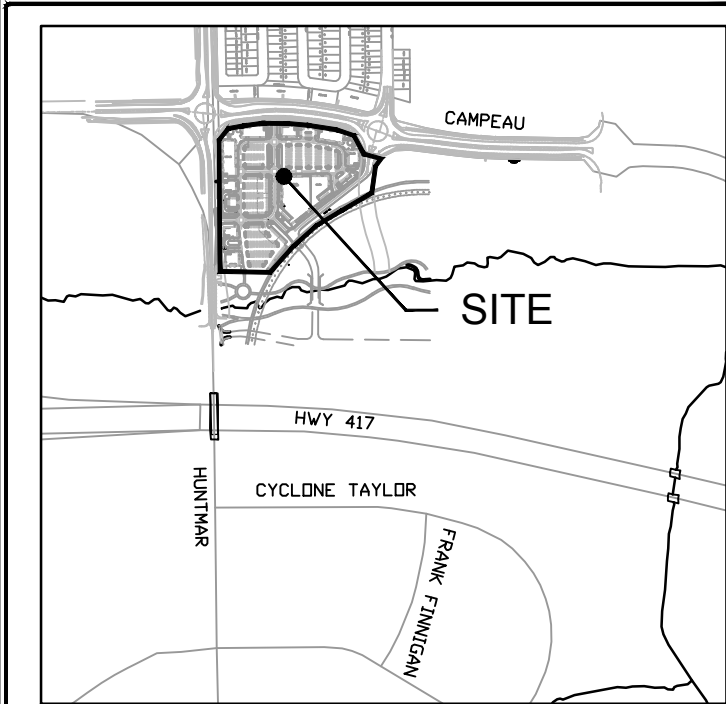 CAMPEAU
SITE
HWY 417
HUNTMAR
CYCLONE TAYLOR
FRANK FINNIGAN